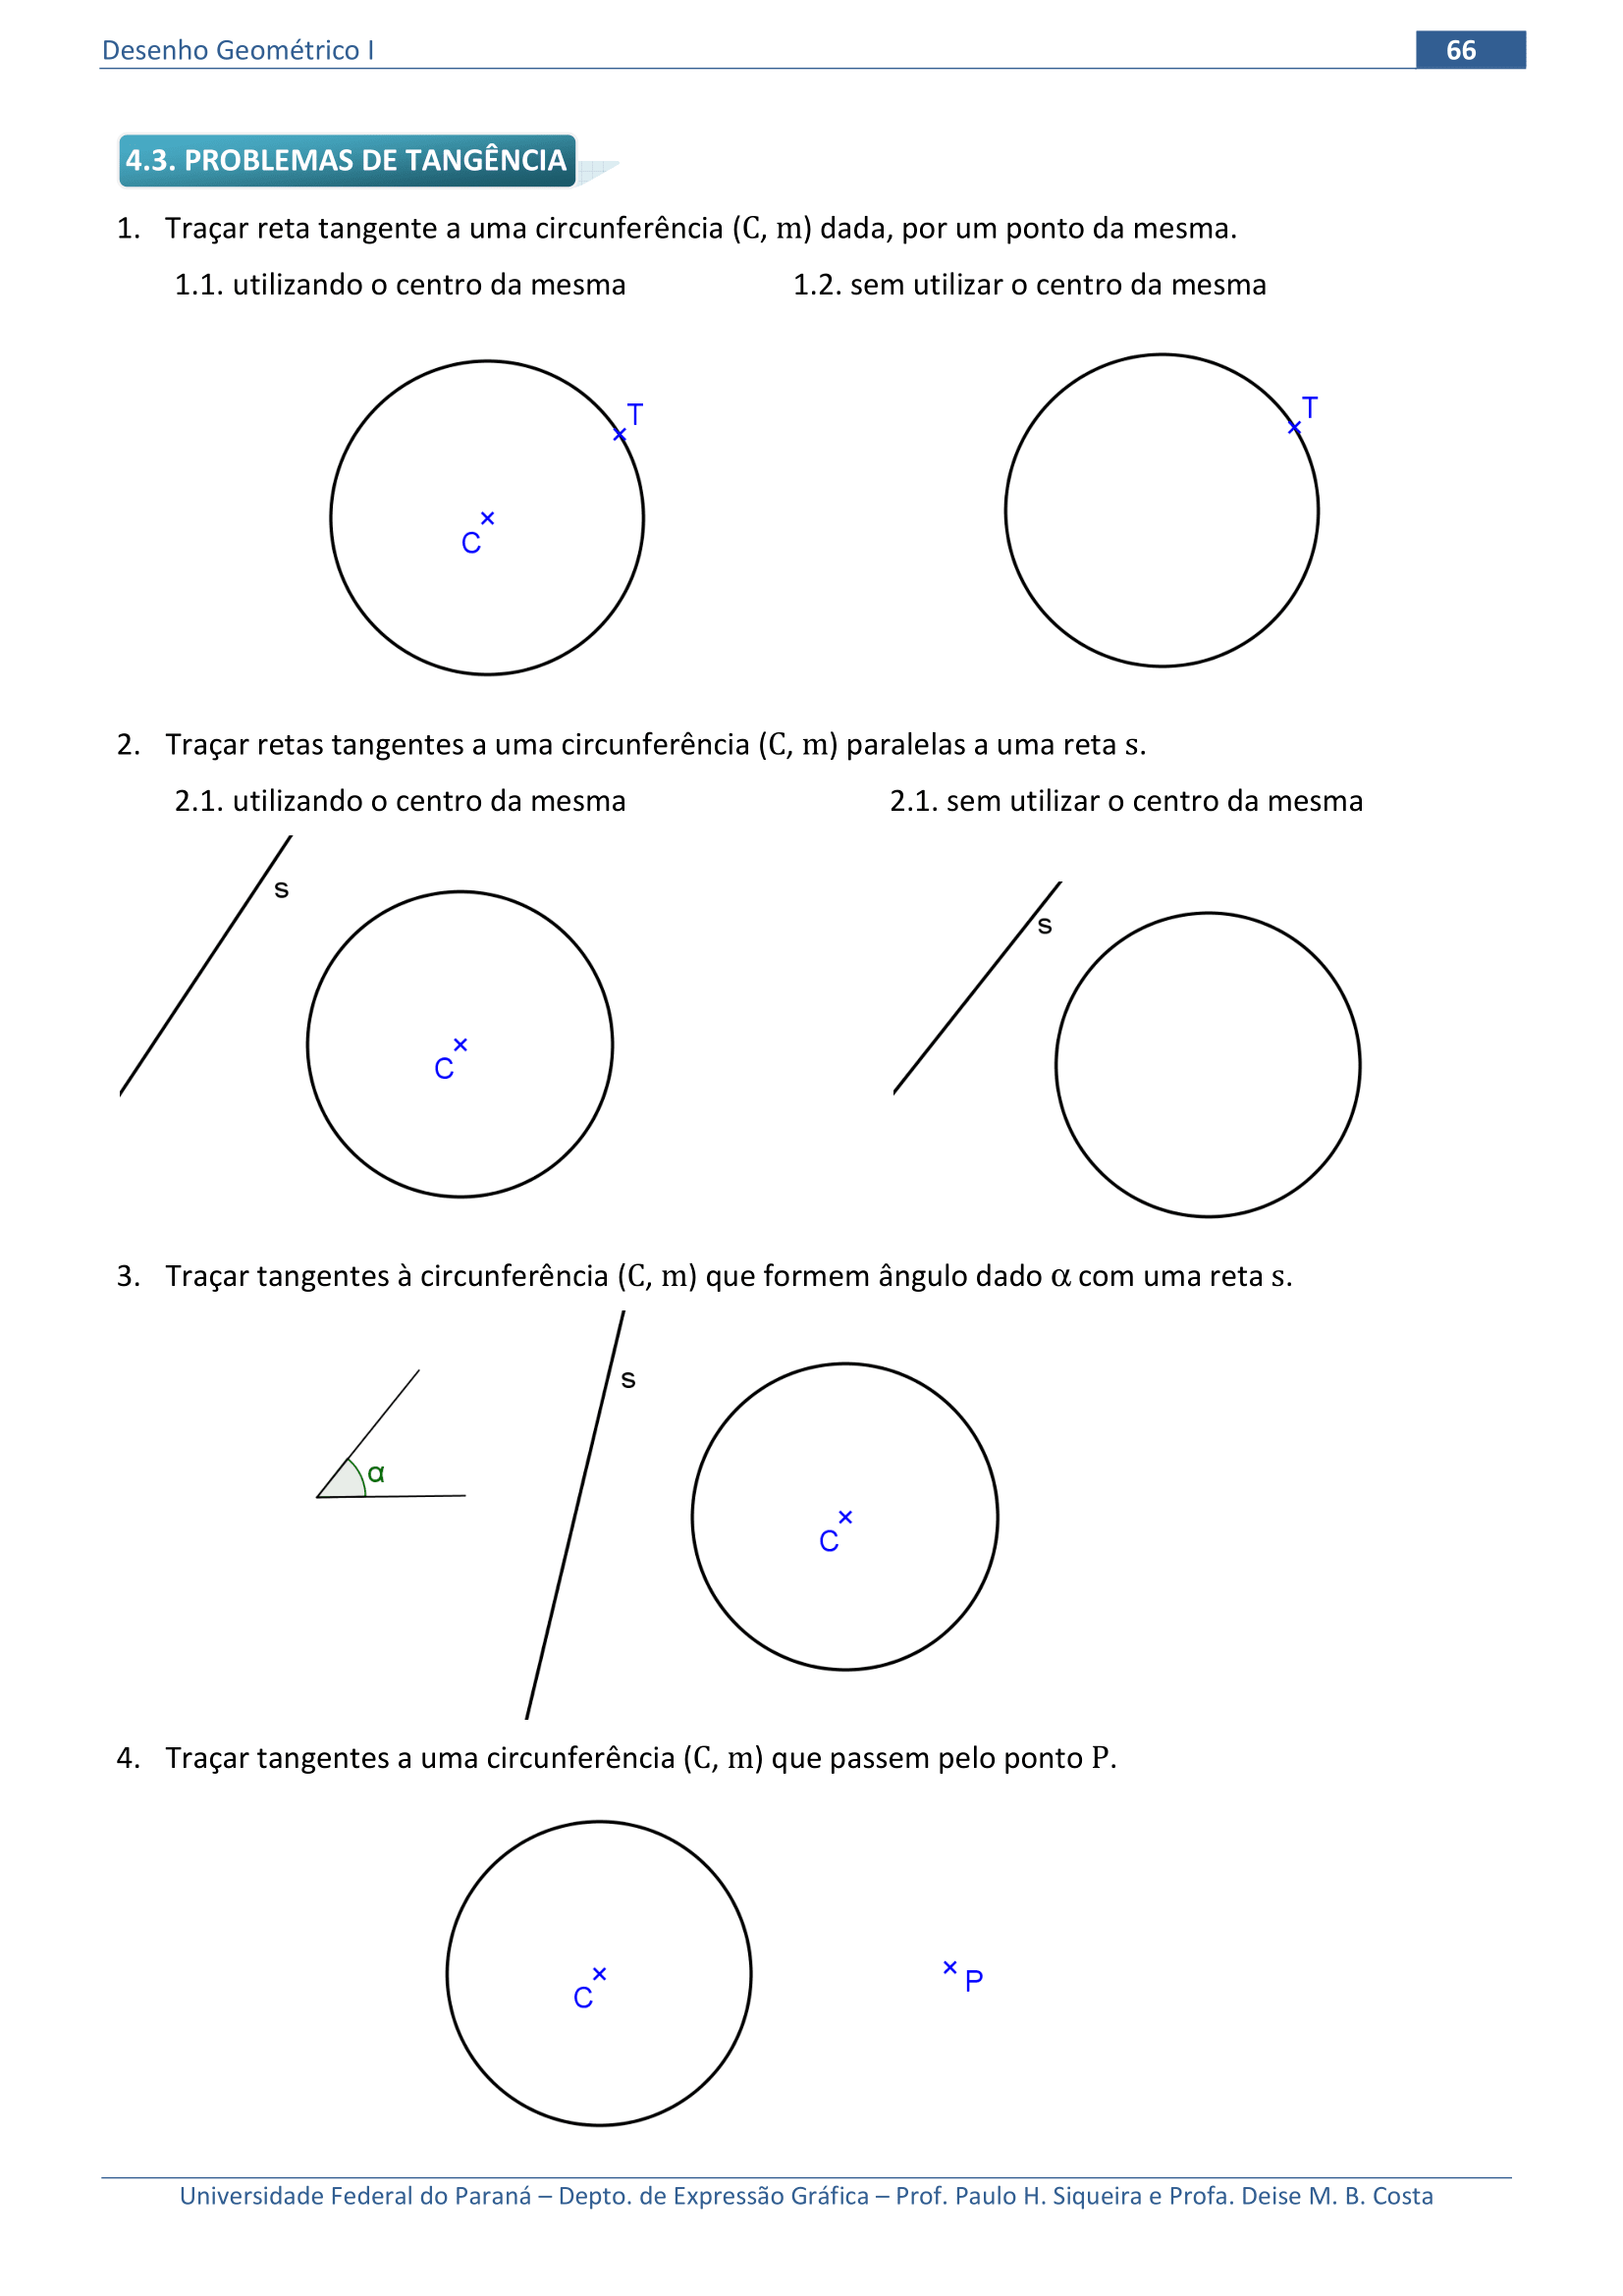 Desenho Geométrico I
66
4.3. PROBLEMAS DE TANGÊNCIA
1. Traçar reta tangente a uma circunferência (C, m) dada, por um ponto da mesma.
1.1. utilizando o centro da mesma
1.2. sem utilizar o centro da mesma
T
C
T
2. Traçar retas tangentes a uma circunferência (C, m) paralelas a uma reta s.
2.1. utilizando o centro da mesma
2.1. sem utilizar o centro da mesma
s
C
s
3. Traçar tangentes à circunferência (C, m) que formem ângulo dado α com uma reta s.
α
s
C
4. Traçar tangentes a uma circunferência (C, m) que passem pelo ponto P.
C
P
Universidade Federal do Paraná – Depto. de Expressão Gráfica – Prof. Paulo H. Siqueira e Profa. Deise M. B. Costa